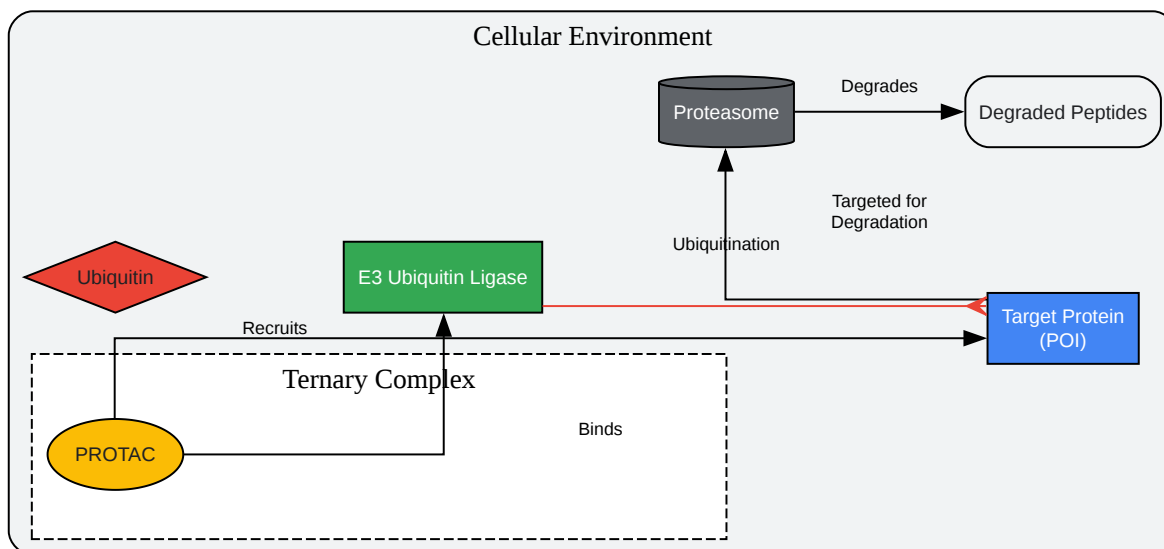 Cellular Environment
Degrades
Proteasome
Degraded Peptides
Targeted for
Degradation
Ubiquitination
Ubiquitin
E3 Ubiquitin Ligase
Target Protein
(POI)
Recruits
Ternary Complex
Binds
PROTAC